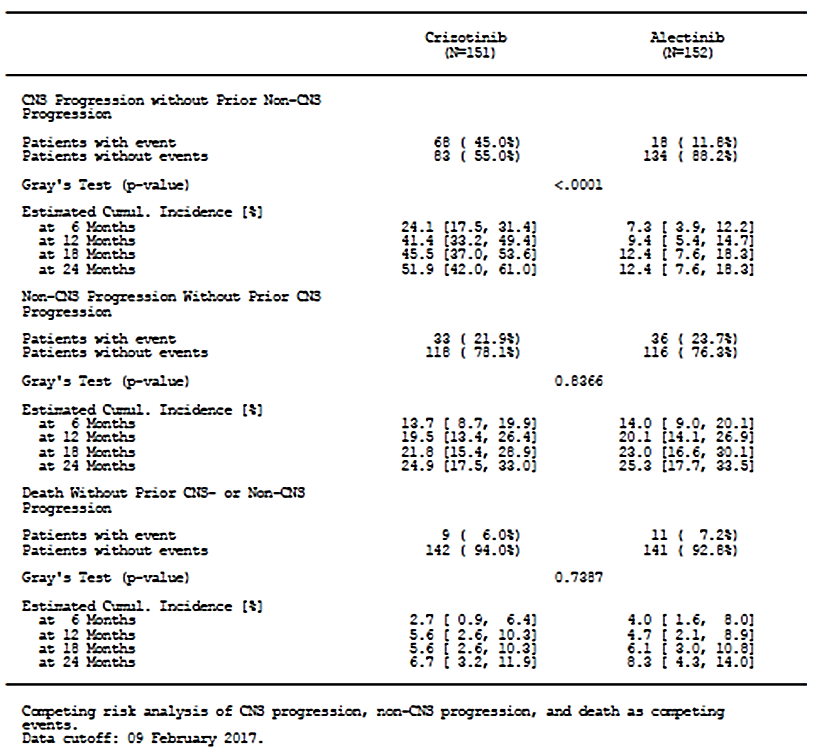 Crizotinib Alectinib
(N=151) (N=152)
CNS Progression without Prior Non-CNS
Progression
Patients with event 68 ( 45.0%) 18 ( 11.8%)
Patients without events 83 ( 55.0%) 134 ( 88.2%)
Gray's Test (p-value) <.0001
Estimated Cumul. Incidence [%]
at 6 Months 24.1 [17.5, 31.4] 7.3 [ 3.9, 12.2]
at 12 Months 41.4 [33.2, 49.4] 9.4 [ 5.4, 14.7]
at 18 Months 45.5 [37.0, 53.6] 12.4 [ 7.6, 18.3]
at 24 Months 51.9 [42.0, 61.0] 12.4 [ 7.6, 18.3]
Non-CNS Progression Without Prior CNS
Progression
Patients with event 33 ( 21.9%) 36 ( 23.7%)
Patients without events 118 ( 78.1%) 116 ( 76.3%)
Gray's Test (p-value) 0.8366
Estimated Cumul. Incidence [%]
at 6 Months 13.7 [ 8.7, 19.9] 14.0 [ 9.0, 20.1]
at 12 Months 19.5 [13.4, 26.4] 20.1 [14.1, 26.9]
at 18 Months 21.8 [15.4, 28.9] 23.0 [16.6, 30.1]
at 24 Months 24.9 [17.5, 33.0] 25.3 [17.7, 33.5]
Death Without Prior CNS- or Non-CNS
Progression
Patients with event 9 ( 6.0%) 11 ( 7.2%)
Patients without events 142 ( 94.0%) 141 ( 92.8%)
Gray's Test (p-value) 0.7387
Estimated Cumul. Incidence [%]
at 6 Months 2.7 [ 0.9, 6.4] 4.0 [ 1.6, 8.0]
at 12 Months 5.6 [ 2.6, 10.3] 4.7 [ 2.1, 8.9]
at 18 Months 5.6 [ 2.6, 10.3] 6.1 [ 3.0, 10.8]
at 24 Months 6.7 [ 3.2, 11.9] 8.3 [ 4.3, 14.0]
Competing risk analysis of CNS progression, non-CNS progression, and death as competing
events.
Data cutoff: 09 February 2017.